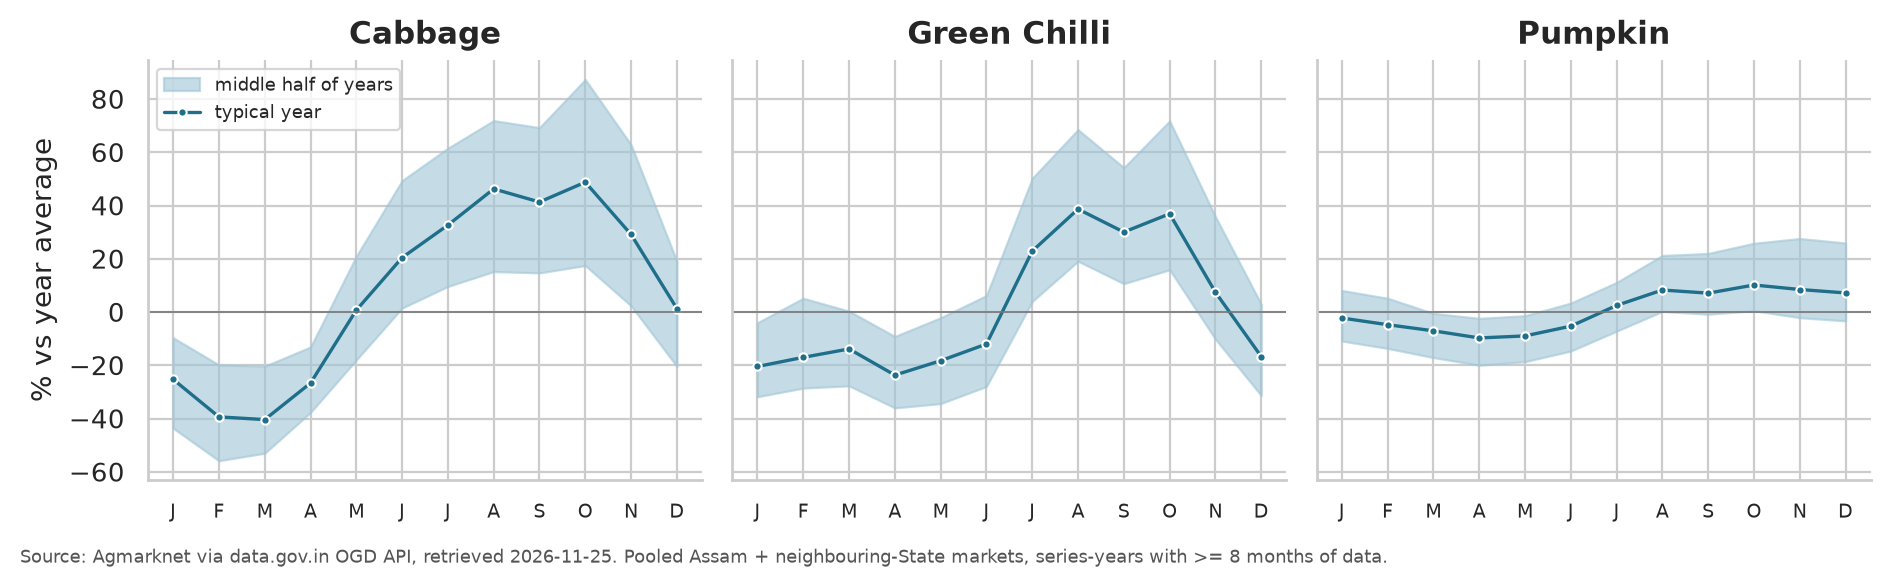 Cabbage
Green Chilli
Pumpkin
middle half of years
typical year
% vs year average
80
60
40
20
0
−20
−40
−60
J F M A M J J A S O N D
J F M A M J J A S O N D
J F M A M J J A S O N D
Source: Agmarknet via data.gov.in OGD API, retrieved 2026-11-25. Pooled Assam + neighbouring-State markets, series-years with >= 8 months of data.